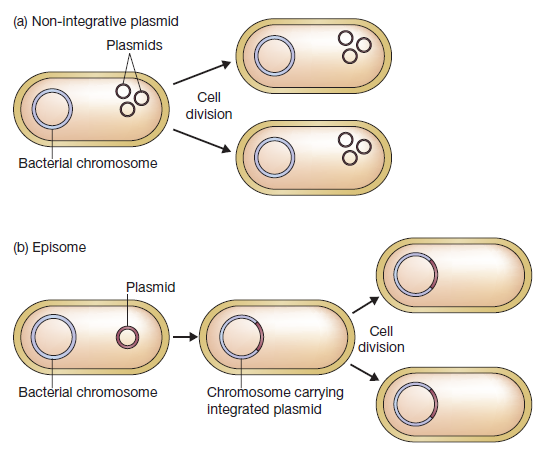 (a) Non-integrative plasmid
Plasmids
Cell
division
Bacterial chromosome
(b) Episome
Plasmid
Cell
division
Bacterial chromosome
Chromosome carrying
integrated plasmid